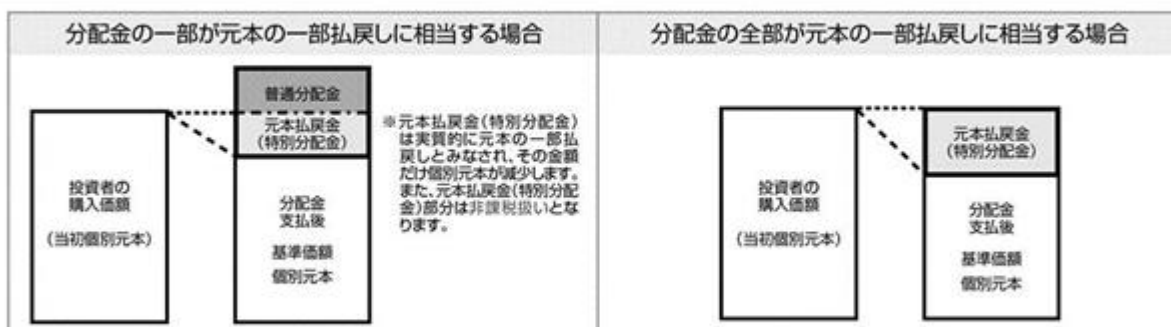 分配金の一部が元本の一部払戻しに相当する場合
普通分配金
元本払戻金
(特別分配金)
投資者の
購入価額
(当初個別元本)
分配金
支払後
基準価額
個別元本
※元本払戻金(特別分配金)
は実質的に元本の一部払
戻しとみなされ、その金額
だけ個別元本が減少します。
また、元本払戻金(特別分配
金)部分は非課税扱いとな
ります。
分配金の全部が元本の一部払戻しに相当する場合
元本払戻金
(特別分配金)
投資者の
購入価額
(当初個別元本)
分配金
支払後
基準価額
個別元本